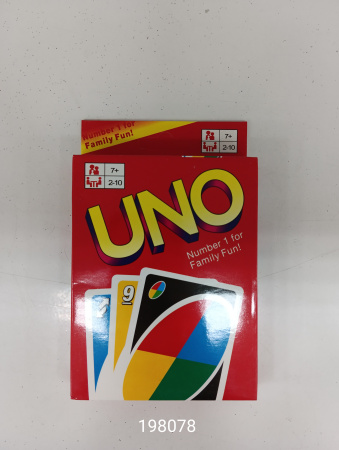 Number 1 for
Family Fun!
7+
2-10
7+
2-10
UNO
Number 1 for
Family Fun!
9
198078